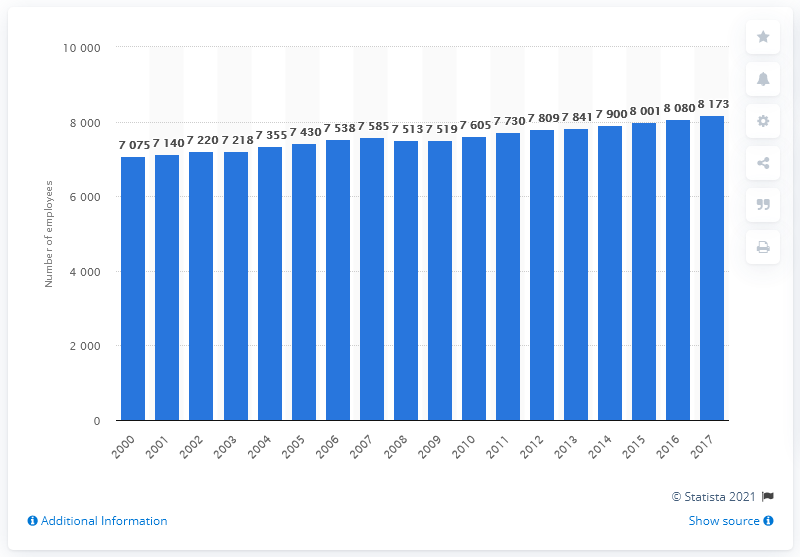 10 000
8 000
6 000
4 000
2 000
0
Number of employees
7 075 7 140 7 220 7 218 7 355 7 430 7 538 7 585 7 513 7 519 7 605 7 730 7 809 7 841 7 900 8 001 8 080 8 173
2000 2001 2002 2003 2004 2005 2006 2007 2008 2009 2010 2011 2012 2013 2014 2015 2016 2017
© Statista 2021
Additional Information Show source